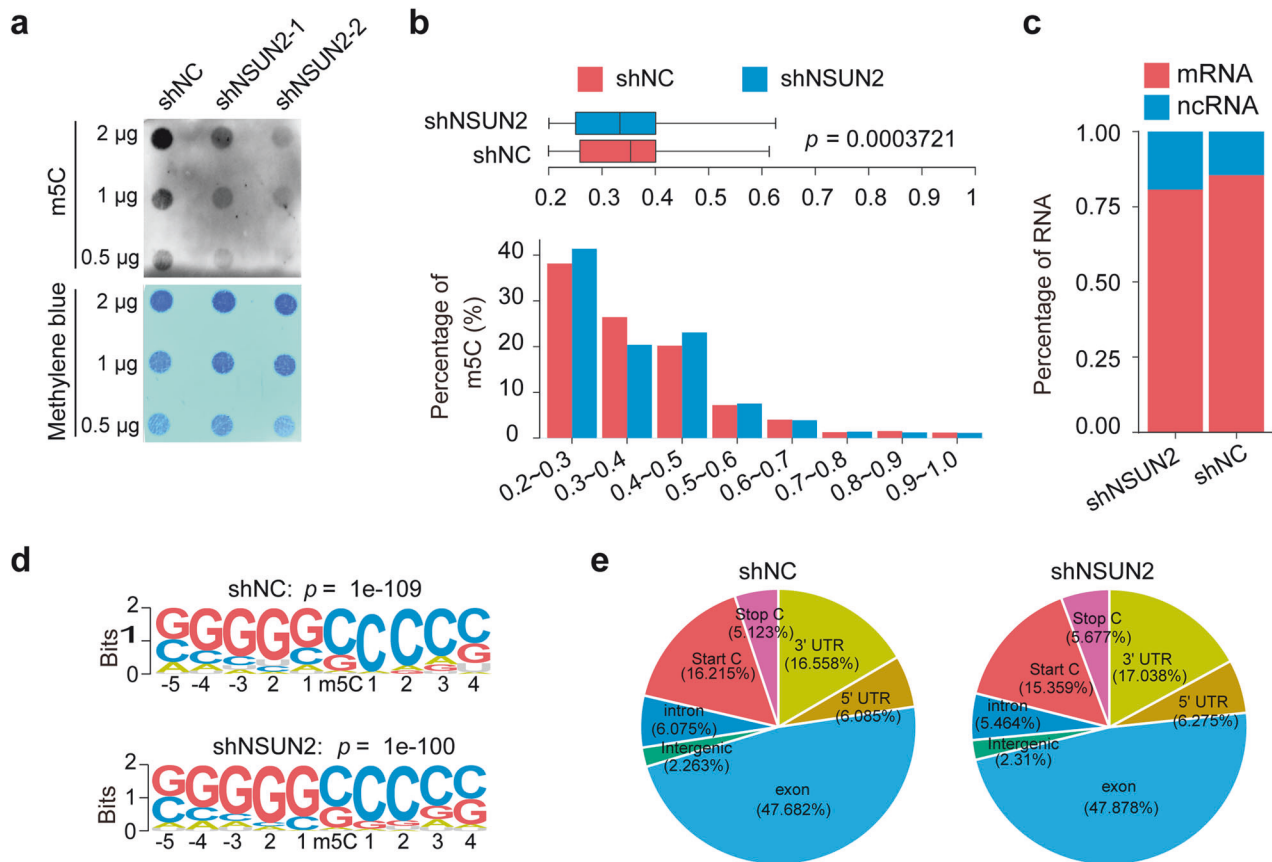 a
shNC
shNSUN2-1
shNSUN2-2
m5C
2 µg
1 µg
0.5 µg
Methylene blue
2 µg
1 µg
0.5 µg
b
shNC
shNSUN2
shNSUN2
shNC
p = 0.0003721
0.2 0.3 0.4 0.5 0.6 0.7 0.8 0.9 1
Percentage of
m5C (%)
40
30
20
10
0
0.2~0.3
0.3~0.4
0.4~0.5
0.5~0.6
0.6~0.7
0.7~0.8
0.8~0.9
0.9~1.0
c
mRNA
ncRNA
Percentage of RNA
1.00
0.75
0.50
0.25
0.00
shNSUN2
shNC
d
shNC: p = 1e-109
Bits
2
1
0
GGGGGCCCCC
-5 -4 -3 2 1 m5C 1 2 3 4
shNSUN2: p = 1e-100
Bits
2
1
0
GGGGGCCCCC
-5 -4 -3 2 1 m5C 1 2 3 4
e
shNC
Stop C
(5.123%)
3' UTR
(16.558%)
Start C
(16.215%)
5' UTR
(6.085%)
intron
(6.075%)
Intergenic
(2.263%)
exon
(47.682%)
shNSUN2
Stop C
(5.677%)
3' UTR
(17.038%)
Start C
(15.359%)
5' UTR
(6.275%)
intron
(5.464%)
Intergenic
(2.31%)
exon
(47.878%)